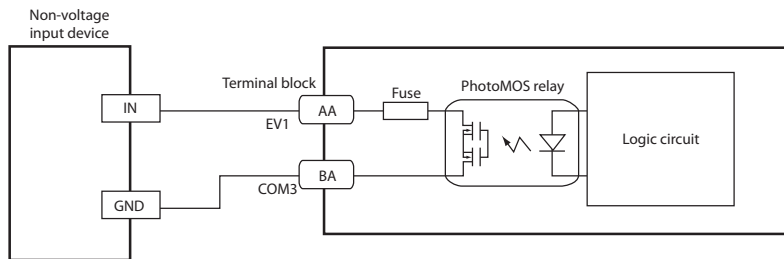 Non-voltage
input device
Terminal block
Fuse
PhotoMOS relay
IN
AA
EV1
Logic circuit
BA
COM3
GND